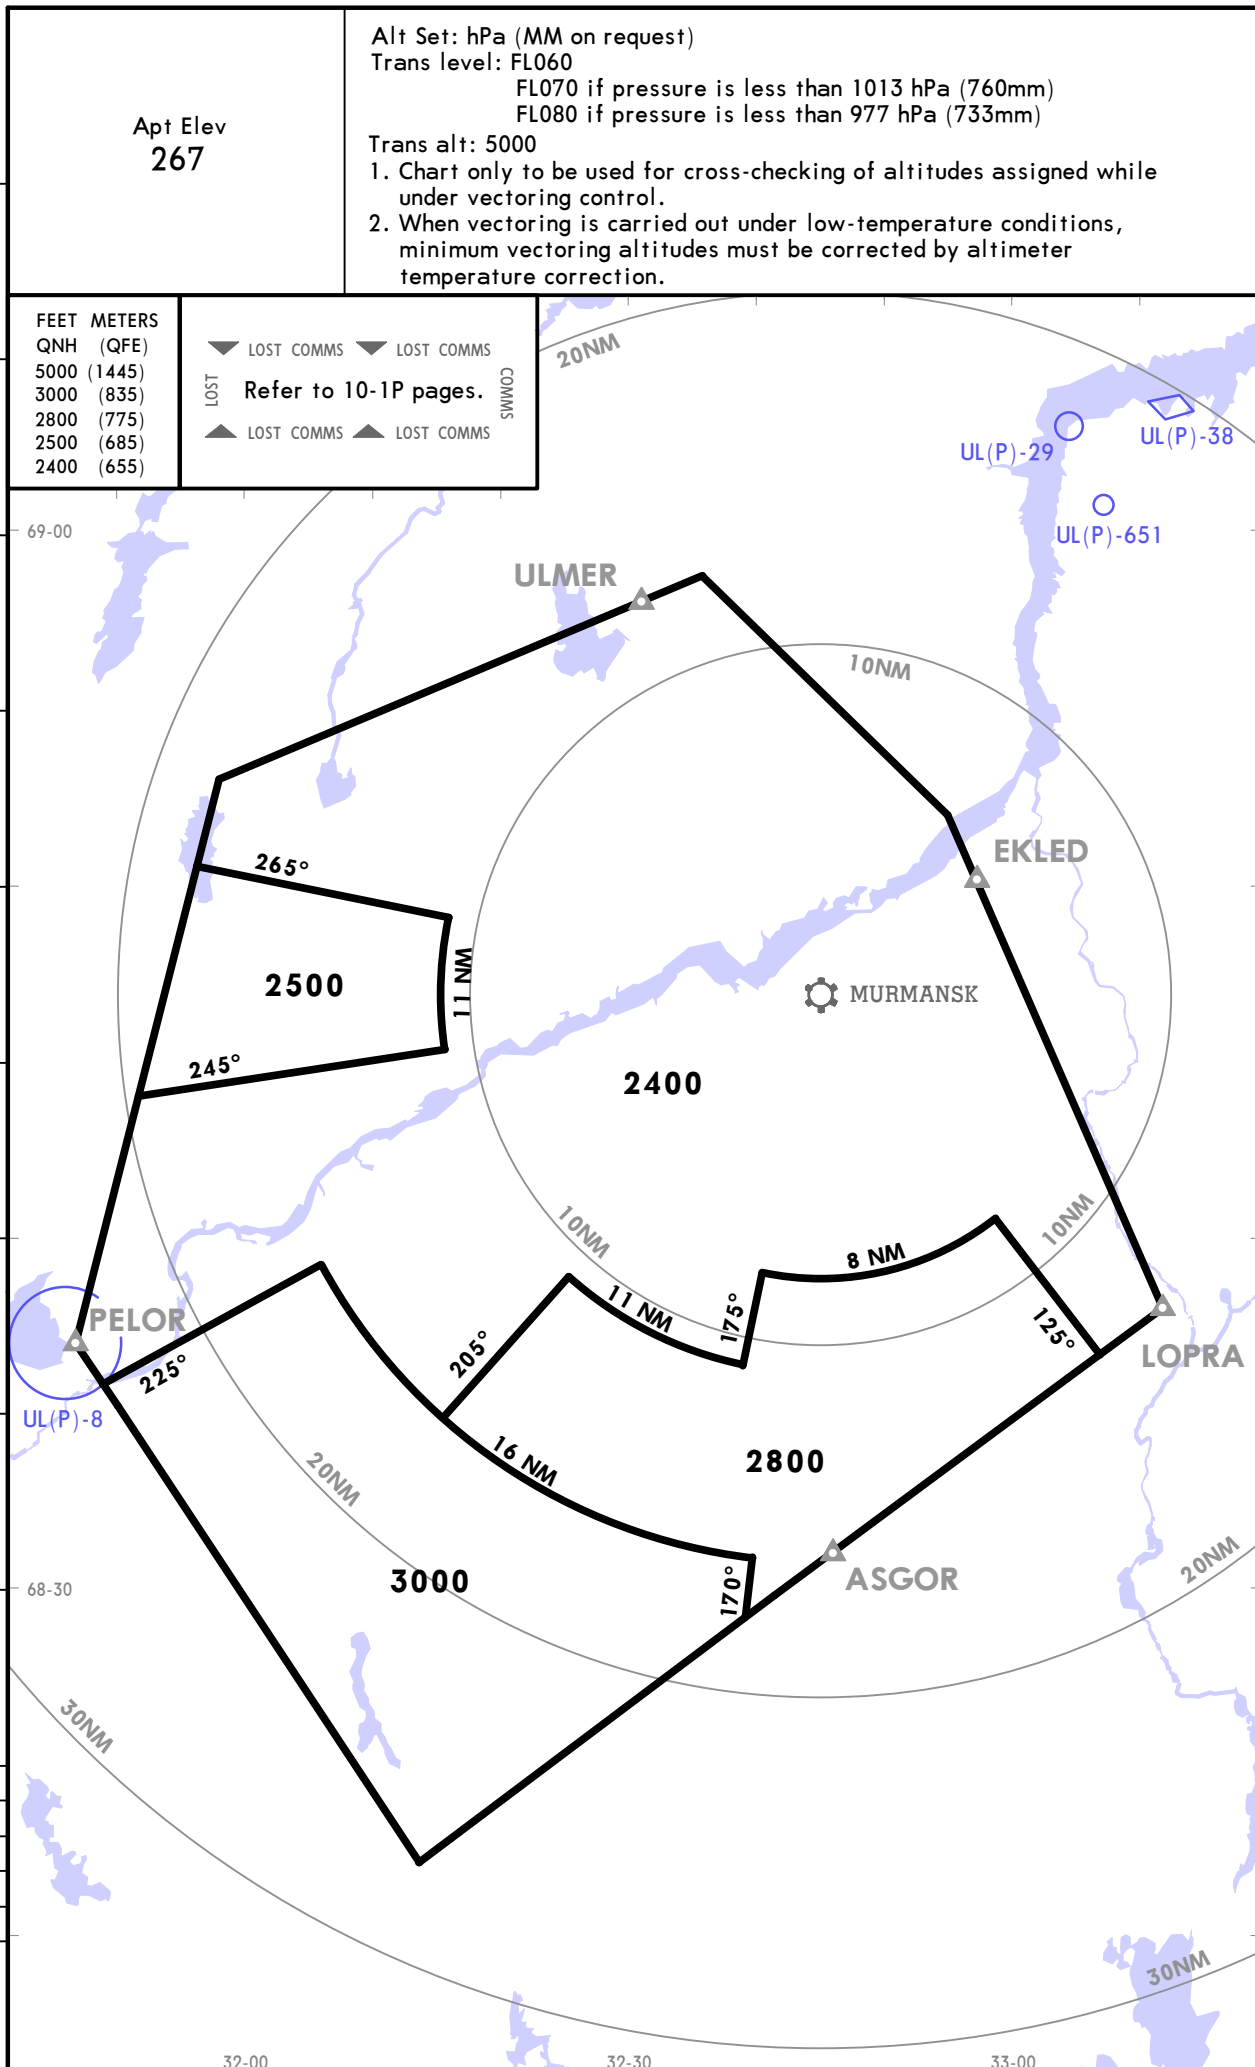 Apt Elev
267
Alt Set: hPa (MM on request)
Trans level: FL060
FL070 if pressure is less than 1013 hPa (760mm)
FL080 if pressure is less than 977 hPa (733mm)
Trans alt: 5000
1. Chart only to be used for cross-checking of altitudes assigned while
under vectoring control.
2. When vectoring is carried out under low-temperature conditions,
minimum vectoring altitudes must be corrected by altimeter
temperature correction.
FEET METERS
QNH (QFE)
5000 (1445)
3000 (835)
2800 (775)
2500 (685)
2400 (655)
LOST COMMS LOST COMMS
LOST
Refer to 10-1P pages.
COMMS
LOST COMMS LOST COMMS
20NM
UL(P)-29
UL(P)-38
UL(P)-651
69-00
ULMER
10NM
EKLED
265°
2500
11 NM
MURMANSK
245°
2400
10NM
10NM
8 NM
PELOR
11 NM
175°
125°
205°
225°
LOPRA
UL(P)-8
16 NM
2800
20NM
20NM
68-30
3000
170°
ASGOR
30NM
30NM
32-00
32-30
33-00